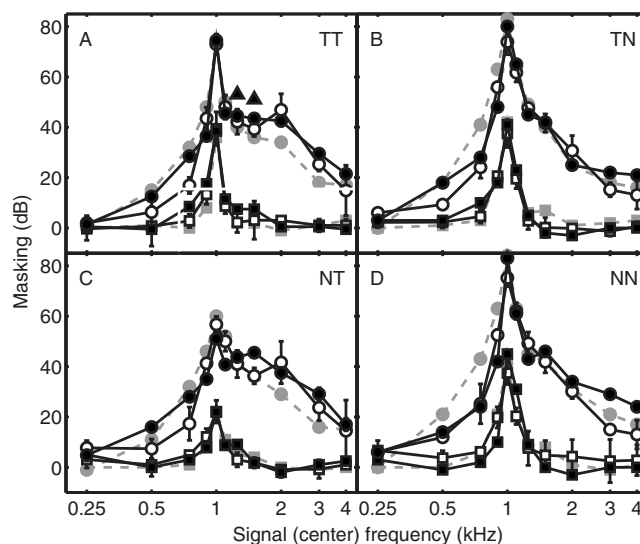 A TT
B TN
80
60
40
20
0
Masking (dB)
C NT
D NN
80
60
40
20
0
0.25 0.5 1 2 3 4 0.25 0.5 1 2 3 4
Signal (center) frequency (kHz)